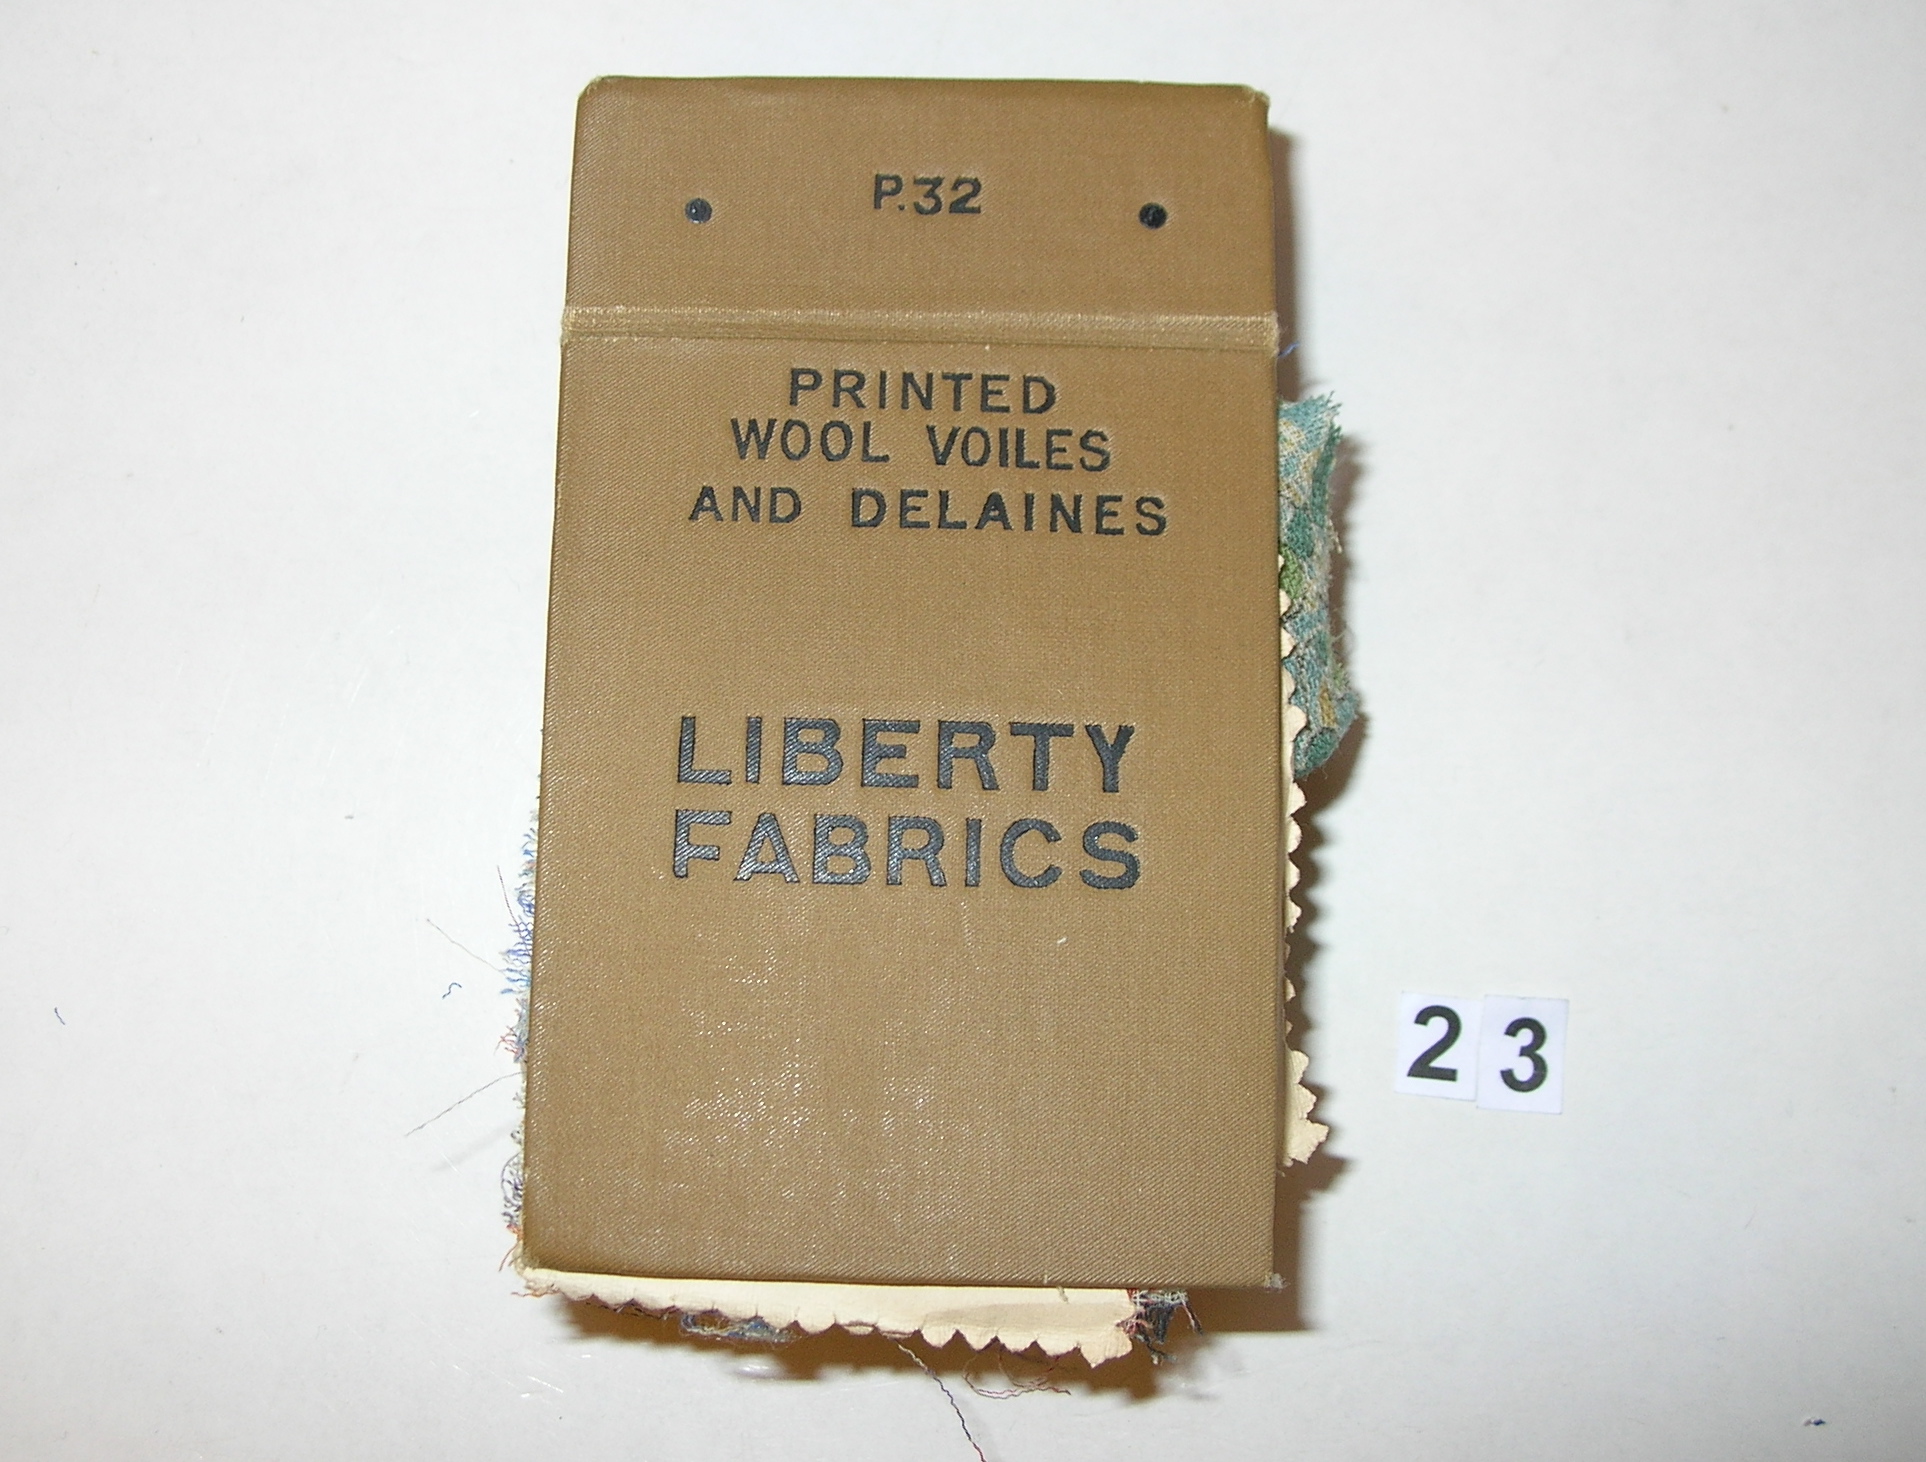 P.32
PRINTED
WOOL VOILES
AND DELAINES
LIBERTY
FABRICS
23